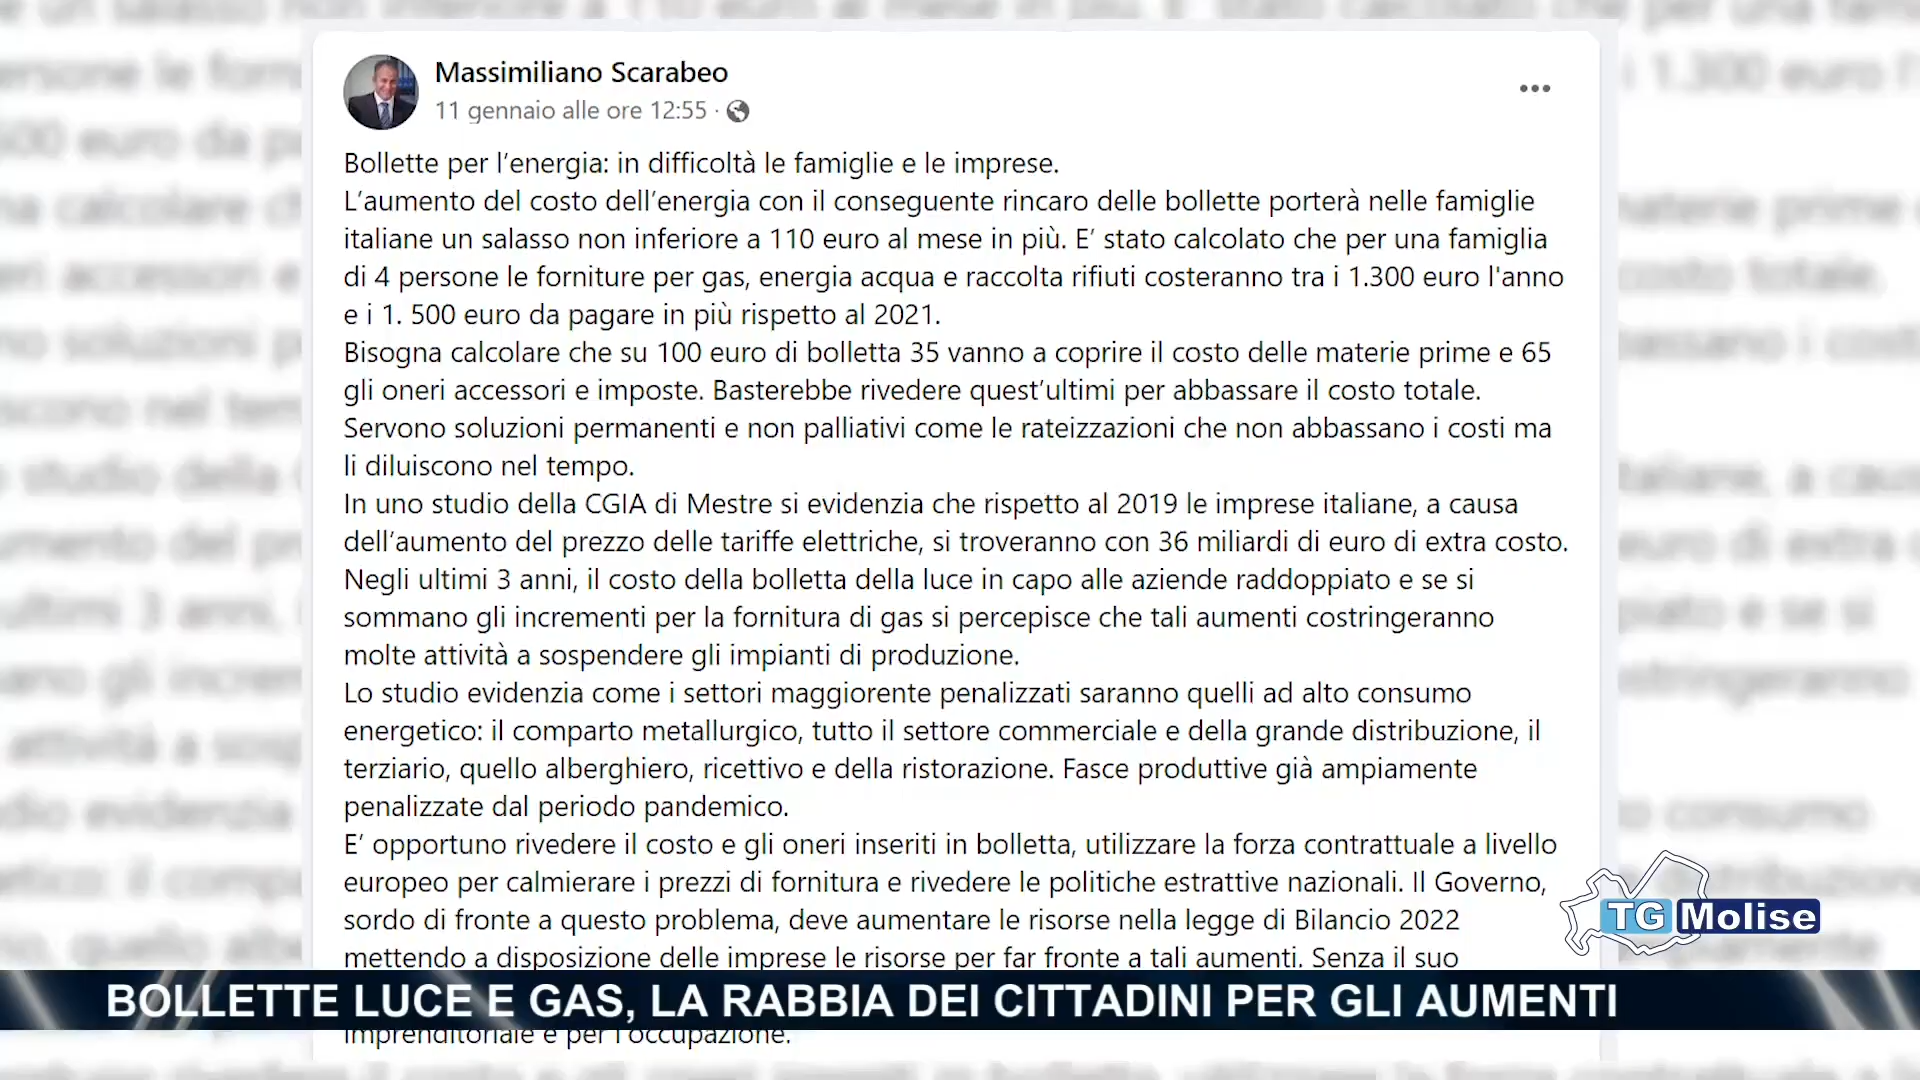 Massimiliano Scarabeo
11 gennaio alle ore 12:55 ·
Bollette per l’energia: in difficoltà le famiglie e le imprese.
L’aumento del costo dell’energia con il conseguente rincaro delle bollette porterà nelle famiglie
italiane un salasso non inferiore a 110 euro al mese in più. E’ stato calcolato che per una famiglia
di 4 persone le forniture per gas, energia acqua e raccolta rifiuti costeranno tra i 1.300 euro l'anno
e i 1. 500 euro da pagare in più rispetto al 2021.
Bisogna calcolare che su 100 euro di bolletta 35 vanno a coprire il costo delle materie prime e 65
gli oneri accessori e imposte. Basterebbe rivedere quest’ultimi per abbassare il costo totale.
Servono soluzioni permanenti e non palliativi come le rateizzazioni che non abbassano i costi ma
li diluiscono nel tempo.
In uno studio della CGIA di Mestre si evidenzia che rispetto al 2019 le imprese italiane, a causa
dell’aumento del prezzo delle tariffe elettriche, si troveranno con 36 miliardi di euro di extra costo.
Negli ultimi 3 anni, il costo della bolletta della luce in capo alle aziende raddoppiato e se si
sommano gli incrementi per la fornitura di gas si percepisce che tali aumenti costringeranno
molte attività a sospendere gli impianti di produzione.
Lo studio evidenzia come i settori maggiorente penalizzati saranno quelli ad alto consumo
energetico: il comparto metallurgico, tutto il settore commerciale e della grande distribuzione, il
terziario, quello alberghiero, ricettivo e della ristorazione. Fasce produttive già ampiamente
penalizzate dal periodo pandemico.
E’ opportuno rivedere il costo e gli oneri inseriti in bolletta, utilizzare la forza contrattuale a livello
europeo per calmierare i prezzi di fornitura e rivedere le politiche estrattive nazionali. Il Governo,
sordo di fronte a questo problema, deve aumentare le risorse nella legge di Bilancio 2022
mettendo a disposizione delle imprese le risorse per far fronte a tali aumenti. Senza il suo
TG Molise
BOLLETTE LUCE E GAS, LA RABBIA DEI CITTADINI PER GLI AUMENTI
imprenditoriale e per l’occupazione.